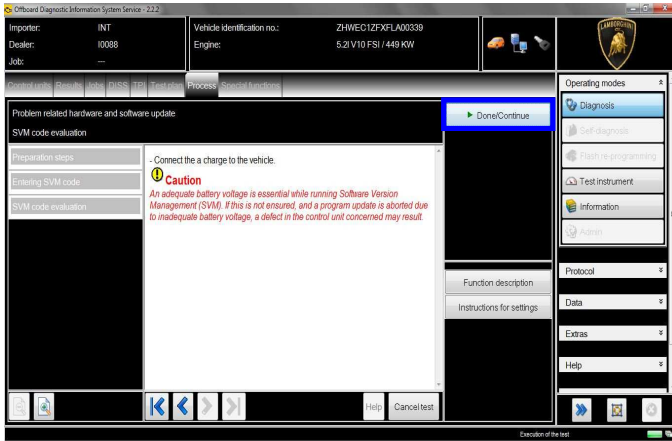 Offboard Diagnostic Information System Service - 2.2.2
Importer: INT
Dealer: I0088
Job: ---
Vehicle identification no.: ZHWEC1ZFXFLA00339
Engine: 5.2l V10 FSI / 449 KW
LAMBORGHINI
Control units Results Jobs DISS TPI Test plan Process Special functions
Operating modes
Problem related hardware and software update
SVM code evaluation
Done/Continue
Diagnosis
Self-diagnosis
Flash re-programming
Test instrument
Information
Admin
Preparation steps
Entering SVM code
SVM code evaluation
- Connect the a charge to the vehicle.
Caution
An adequate battery voltage is essential while running Software Version
Management (SVM). If this is not ensured, and a program update is aborted due
to inadequate battery voltage, a defect in the control unit concerned may result.
Function description
Instructions for settings
Protocol
Data
Extras
Help
Help
Cancel test
Execution of the test